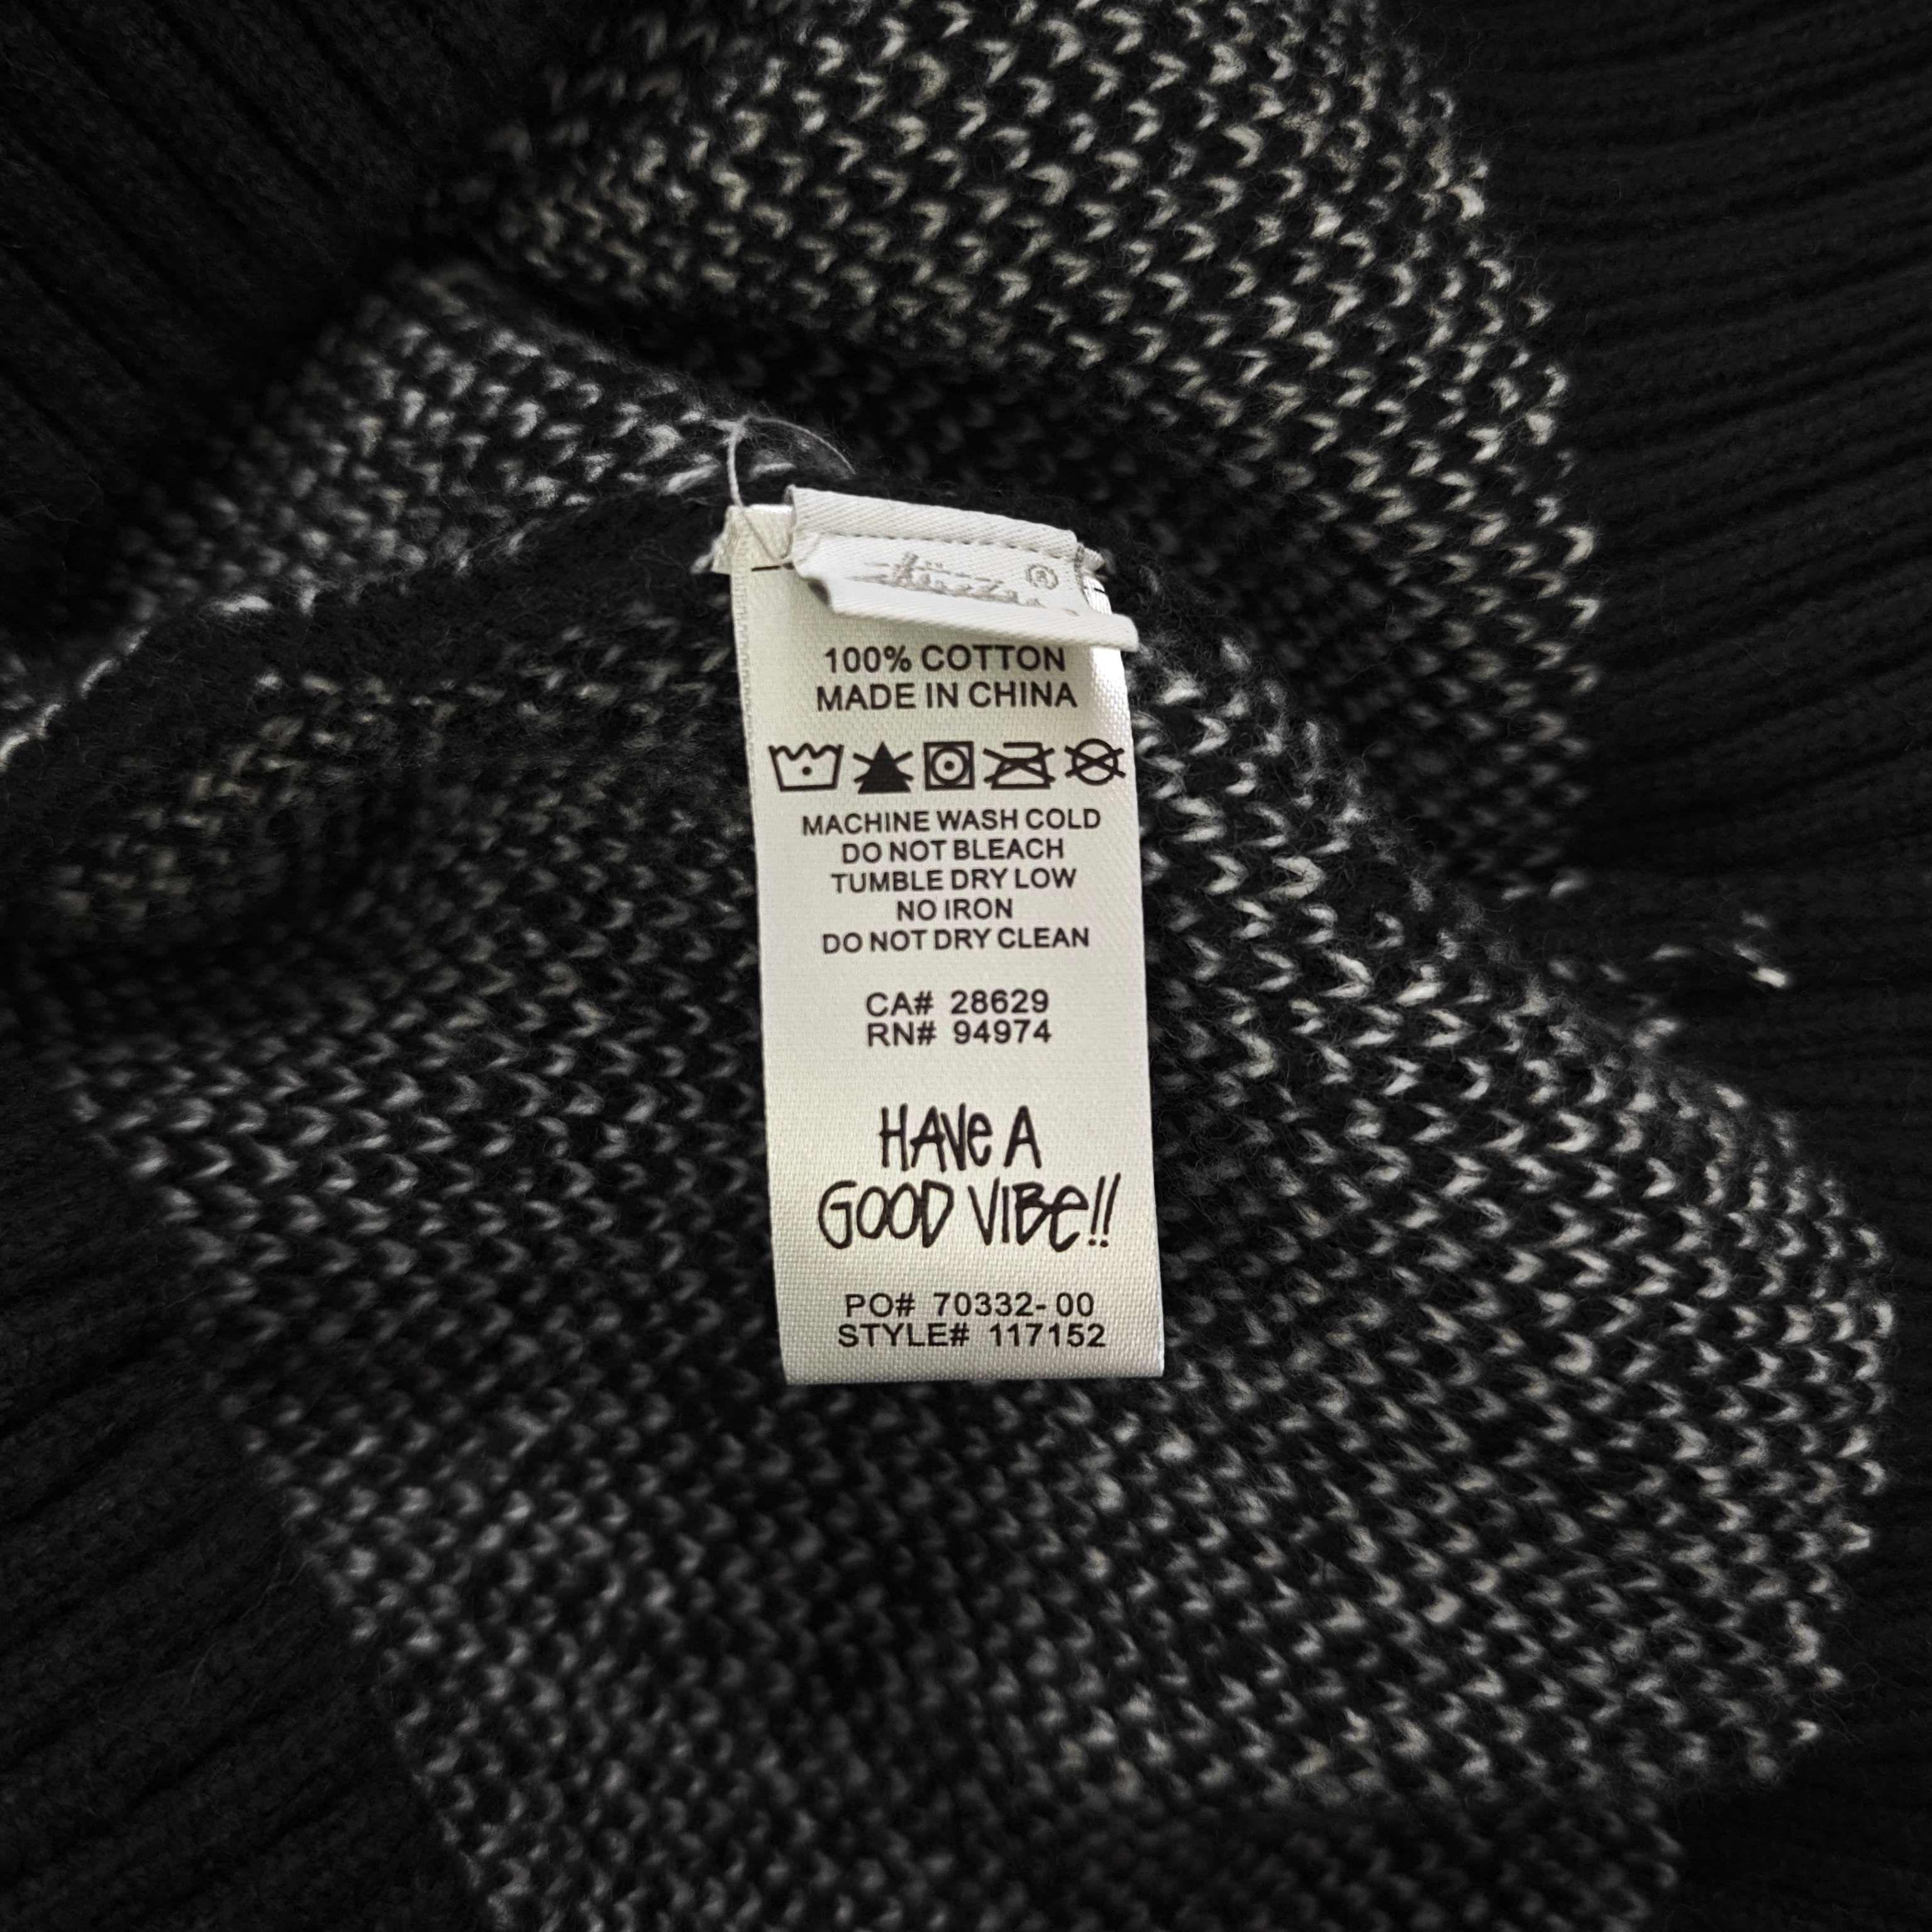 ®
100% COTTON
MADE IN CHINA
MACHINE WASH COLD
DO NOT BLEACH
TUMBLE DRY LOW
NO IRON
DO NOT DRY CLEAN
CA# 28629
RN# 94974
HAVe A
GOOD VIBe!!
PO# 70332-00
STYLE# 117152